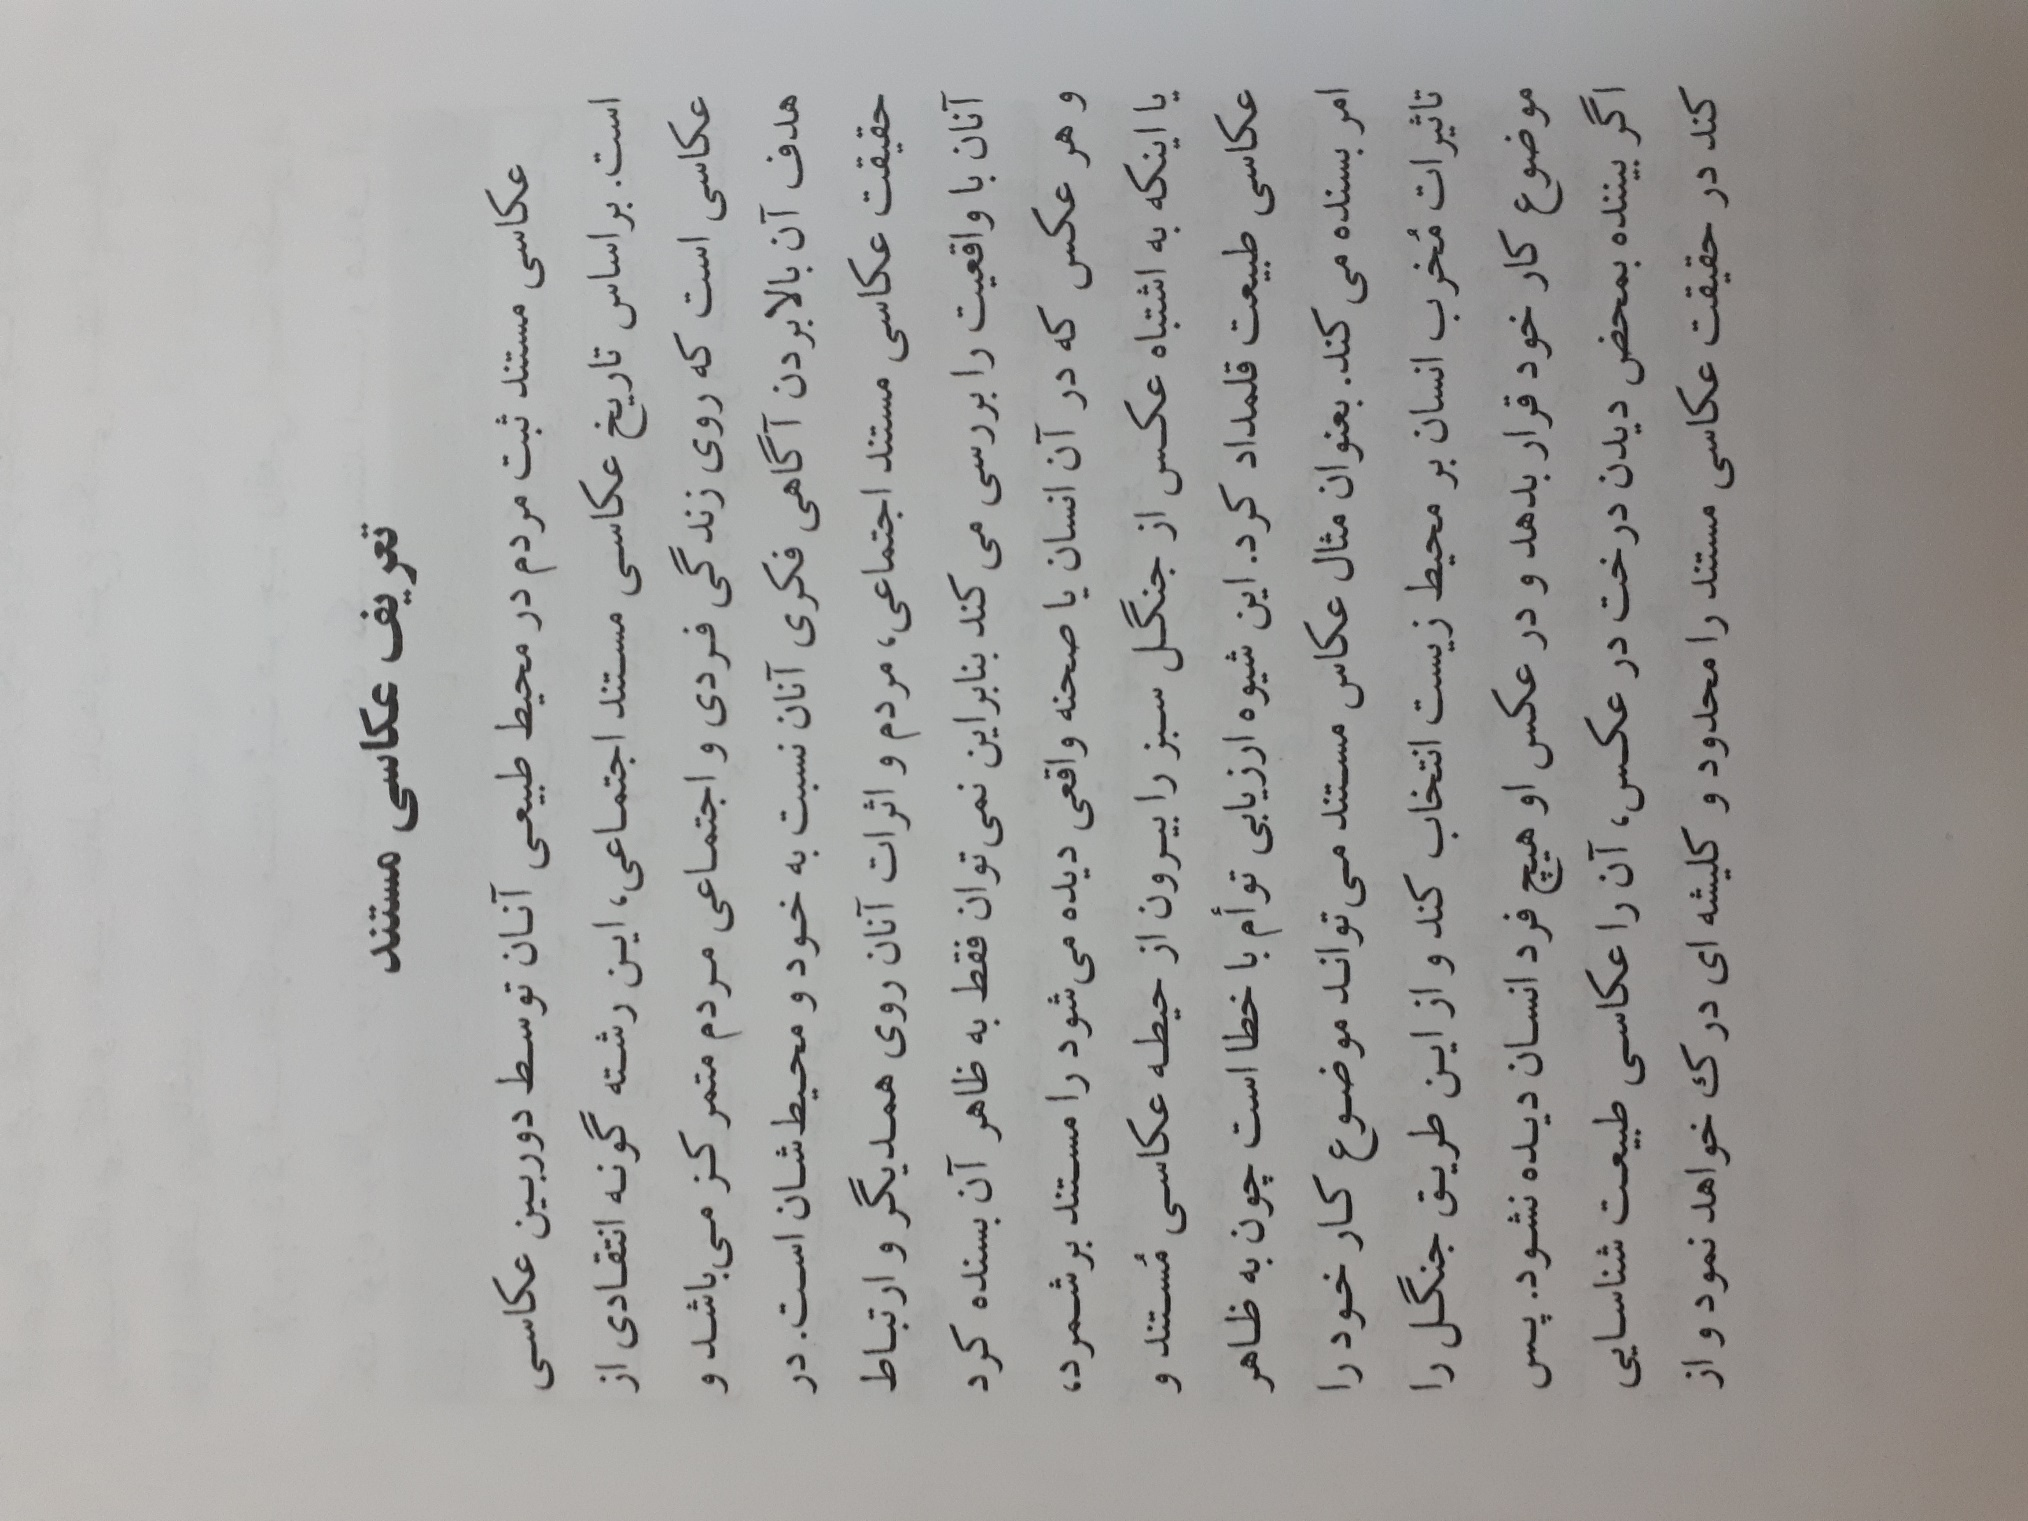 تعریف عکاسی مستند
عکاسی مستند ثبت مردم در محیط طبیعی آنان توسط دوربین عکاسی
است. براساس تاریخ عکاسی مستند اجتماعی، این رشته گونه انتقادی از
عکاسی است که روی زندگی فردی و اجتماعی مردم متمرکز می‌باشد و
هدف آن بالابردن آگاهی فکری آنان نسبت به خود و محیط‌شان است. در
حقیقت عکاسی مستند اجتماعی، مردم و اثرات آنان روی همدیگر و ارتباط
آنان با واقعیت را بررسی می کند بنابراین نمی‌توان فقط به ظاهر آن بسنده کرد
و هر عکس که در آن انسان یا صحنه واقعی دیده می‌شود را مستند برشمرد،
یا اینکه به اشتباه عکس از جنگل سبز را بیرون از حیطه عکاسی مُستند و
عکاسی طبیعت قلمداد کرد. این شیوه ارزیابی توأم با خطا است چون به ظاهر
امر بسنده می کند. بعنوان مثال عکاس مستند می‌تواند موضوع کار خود را
تاثیرات مُخرب انسان بر محیط زیست انتخاب کند و از این طریق جنگل را
موضوع کار خود قرار بدهد و در عکس او هیچ فرد انسان دیده نشود. پس
اگر بیننده بمحض دیدن درخت در عکس، آن را عکاسی طبیعت شناسایی
کند در حقیقت عکاسی مستند را محدود و کلیشه ای درک خواهد نمود و از